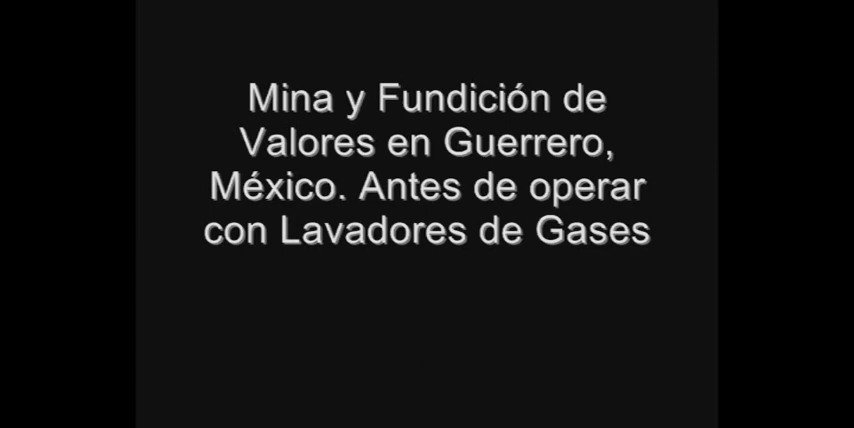 Mina y Fundición de
Valores en Guerrero,
México. Antes de operar
con Lavadores de Gases